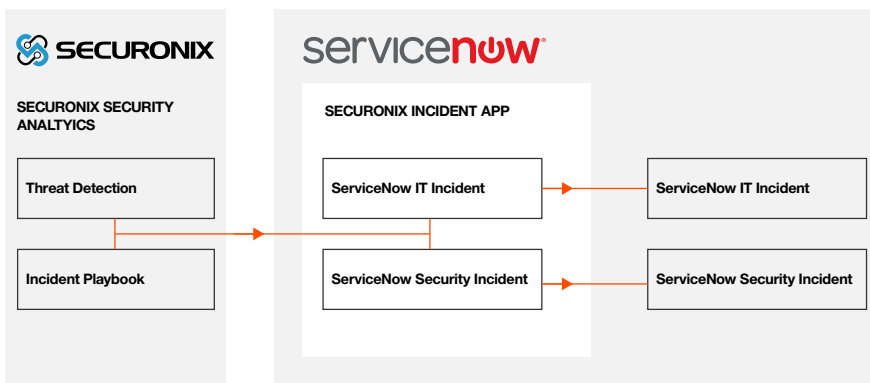 SECURONIX
servicenow
SECURONIX SECURITY
ANALTYICS
SECURONIX INCIDENT APP
Threat Detection
ServiceNow IT Incident
ServiceNow IT Incident
Incident Playbook
ServiceNow Security Incident
ServiceNow Security Incident